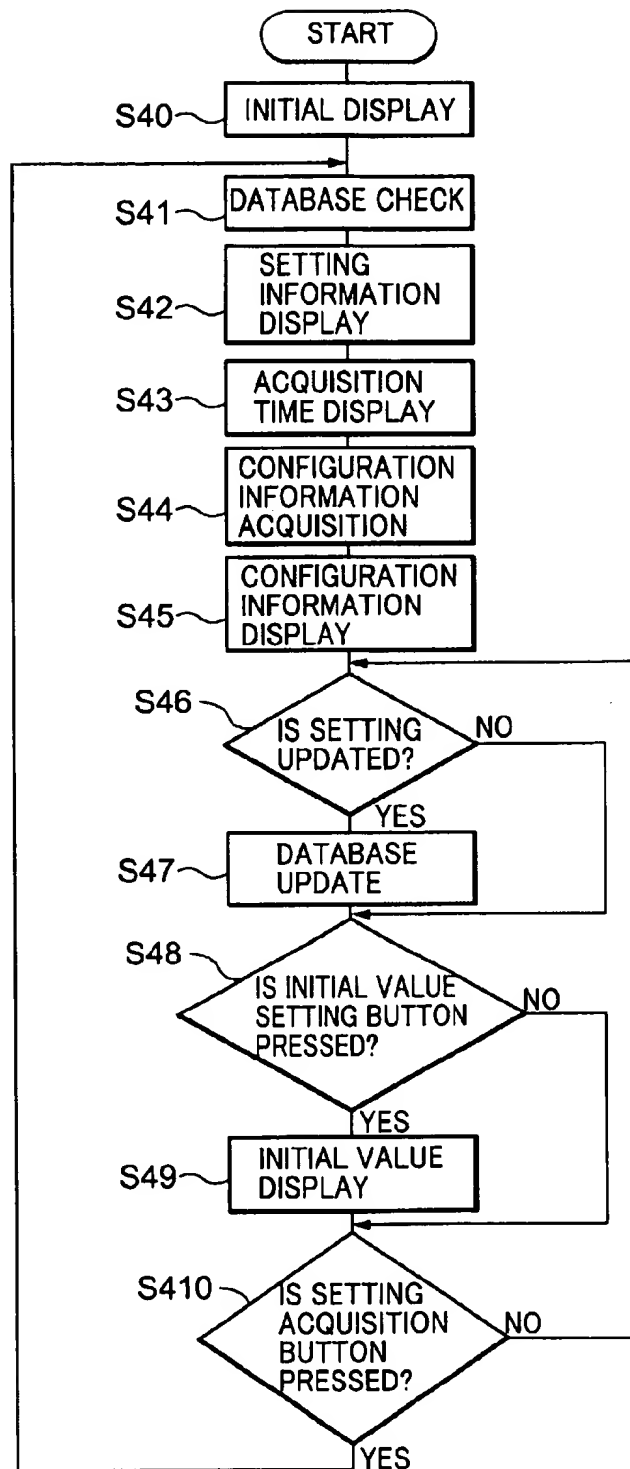 START
S40
INITIAL DISPLAY
S41
DATABASE CHECK
S42
SETTING
INFORMATION
DISPLAY
S43
ACQUISITION
TIME DISPLAY
S44
CONFIGURATION
INFORMATION
ACQUISITION
S45
CONFIGURATION
INFORMATION
DISPLAY
S46
IS SETTING
UPDATED?
NO
YES
S47
DATABASE
UPDATE
S48
IS INITIAL VALUE
SETTING BUTTON
PRESSED?
NO
YES
S49
INITIAL VALUE
DISPLAY
S410
IS SETTING
ACQUISITION
BUTTON
PRESSED?
NO
YES